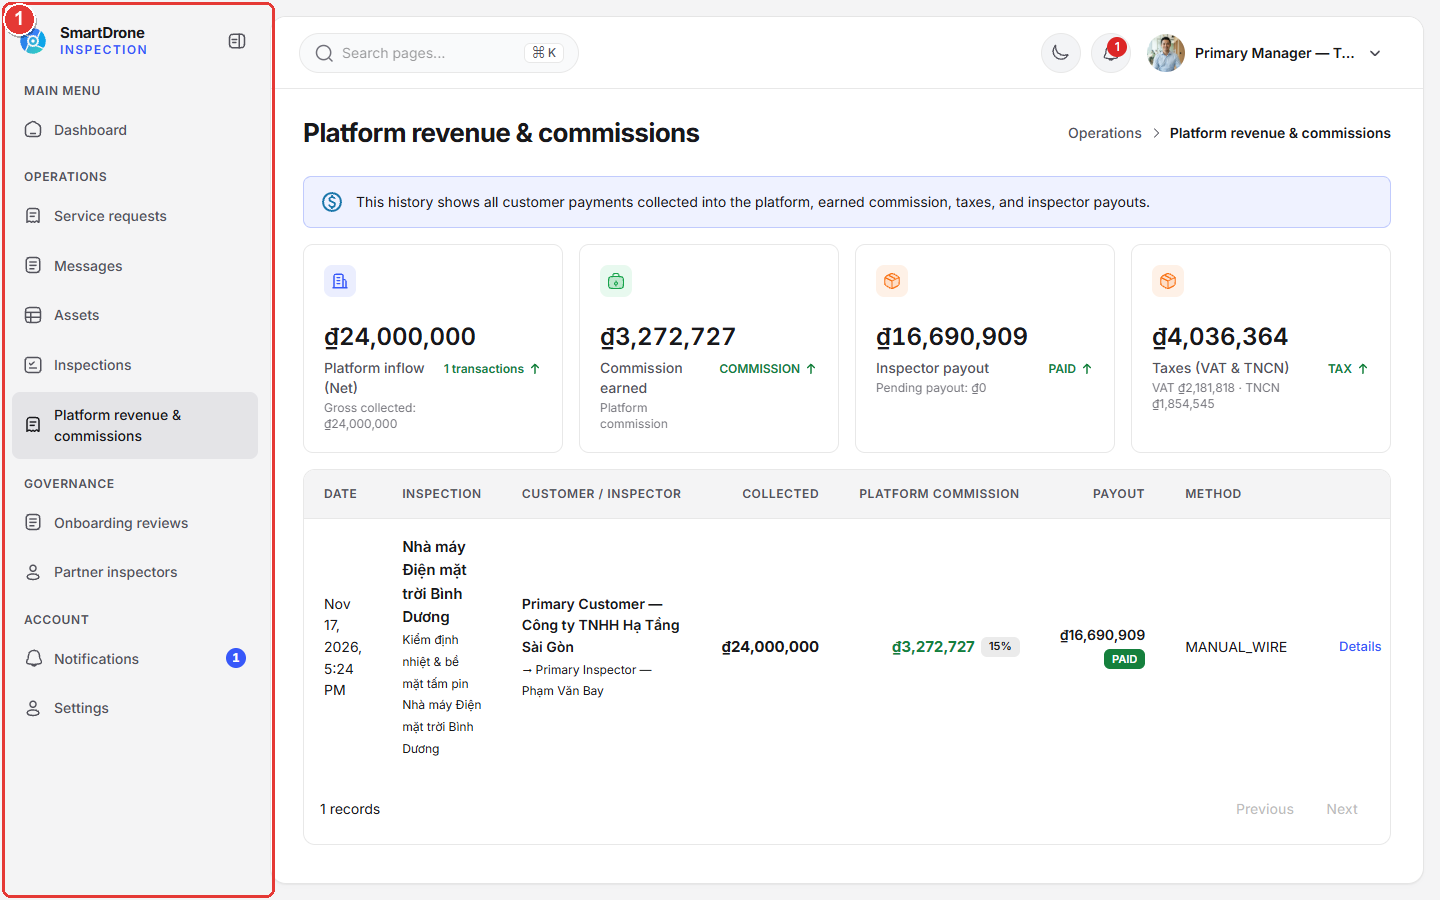 1
SmartDrone
INSPECTION
MAIN MENU
Dashboard
OPERATIONS
Service requests
Messages
Assets
Inspections
Platform revenue &
commissions
GOVERNANCE
Onboarding reviews
Partner inspectors
ACCOUNT
Notifications 1
Settings
Search pages... ⌘ K
1
Primary Manager — T...
Platform revenue & commissions
Operations > Platform revenue & commissions
This history shows all customer payments collected into the platform, earned commission, taxes, and inspector payouts.
₫24,000,000
Platform inflow (Net)
1 transactions ↑
Gross collected:
₫24,000,000
₫3,272,727
Commission earned
COMMISSION ↑
Platform
commission
₫16,690,909
Inspector payout
PAID ↑
Pending payout: ₫0
₫4,036,364
Taxes (VAT & TNCN)
TAX ↑
VAT ₫2,181,818 · TNCN
₫1,854,545
DATE INSPECTION CUSTOMER / INSPECTOR COLLECTED PLATFORM COMMISSION PAYOUT METHOD
Nov
17,
2026,
5:24
PM
Nhà máy
Điện mặt
trời Bình
Dương
Kiểm định
nhiệt & bề
mặt tấm pin
Nhà máy Điện
mặt trời Bình
Dương
Primary Customer —
Công ty TNHH Hạ Tầng
Sài Gòn
→ Primary Inspector —
Phạm Văn Bay
₫24,000,000
₫3,272,727 15%
₫16,690,909
PAID
MANUAL_WIRE
Details
1 records
Previous Next